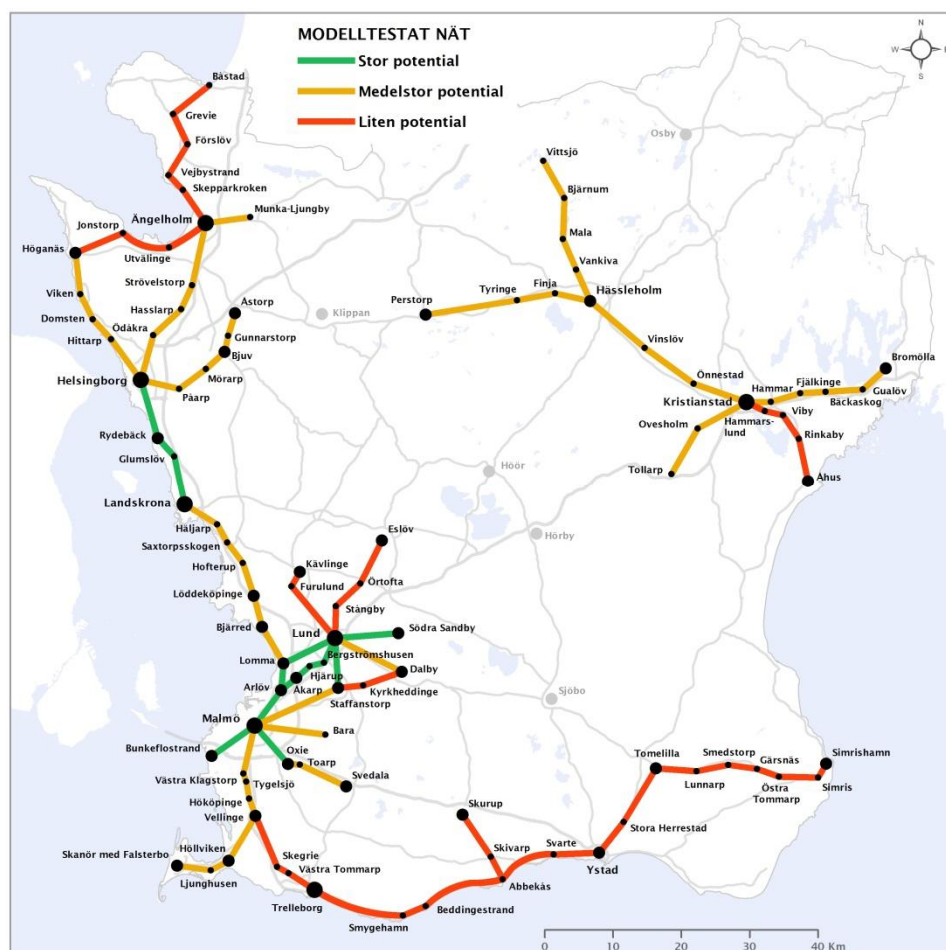 MODELLTESTAT NÄT
Stor potential
Medelstor potential
Liten potential
N
W
E
S
Båstad
Grevie
Förslöv
Vejbystrand
Skepparkroken
Ängelholm
Munka-Ljungby
Jonstorp
Höganäs
Utvälinge
Strövelstorp
Viken
Hasslarp
Domsten
Ödåkra
Hittarp
Åstorp
Gunnarstorp
Bjuv
Mörarp
Helsingborg
Påarp
Klippan
Rydebäck
Glumslöv
Landskrona
Häljarp
Saxtorpsskogen
Hofterup
Löddeköpinge
Bjärred
Osby
Vittsjö
Bjärnum
Mala
Vankiva
Finja
Tyringe
Perstorp
Hässleholm
Vinslöv
Önnestad
Bromölla
Hammar
Fjälkinge
Gualöv
Kristianstad
Bäckaskog
Hammars-
lund
Viby
Ovesholm
Rinkaby
Tollarp
Åhus
Höör
Hörby
Eslöv
Kävlinge
Furulund
Örtofta
Stångby
Lund
Södra Sandby
Bergströmshusen
Lomma
Hjärup
Dalby
Arlöv
Åkarp
Kyrkheddinge
Staffanstorp
Sjöbo
Malmö
Bara
Bunkeflostrand
Oxie
Toarp
Svedala
Västra Klagstorp
Tygelsjö
Hököpinge
Vellinge
Höllviken
Skanör med Falsterbo
Ljunghusen
Skegrie
Västra Tommarp
Trelleborg
Smygehamn
Beddingestrand
Abbekås
Skurup
Skivarp
Svarte
Ystad
Stora Herrestad
Tomelilla
Lunnarp
Smedstorp
Gärsnäs
Östra
Tommarp
Simrishamn
Simris
0 10 20 30 40 Km